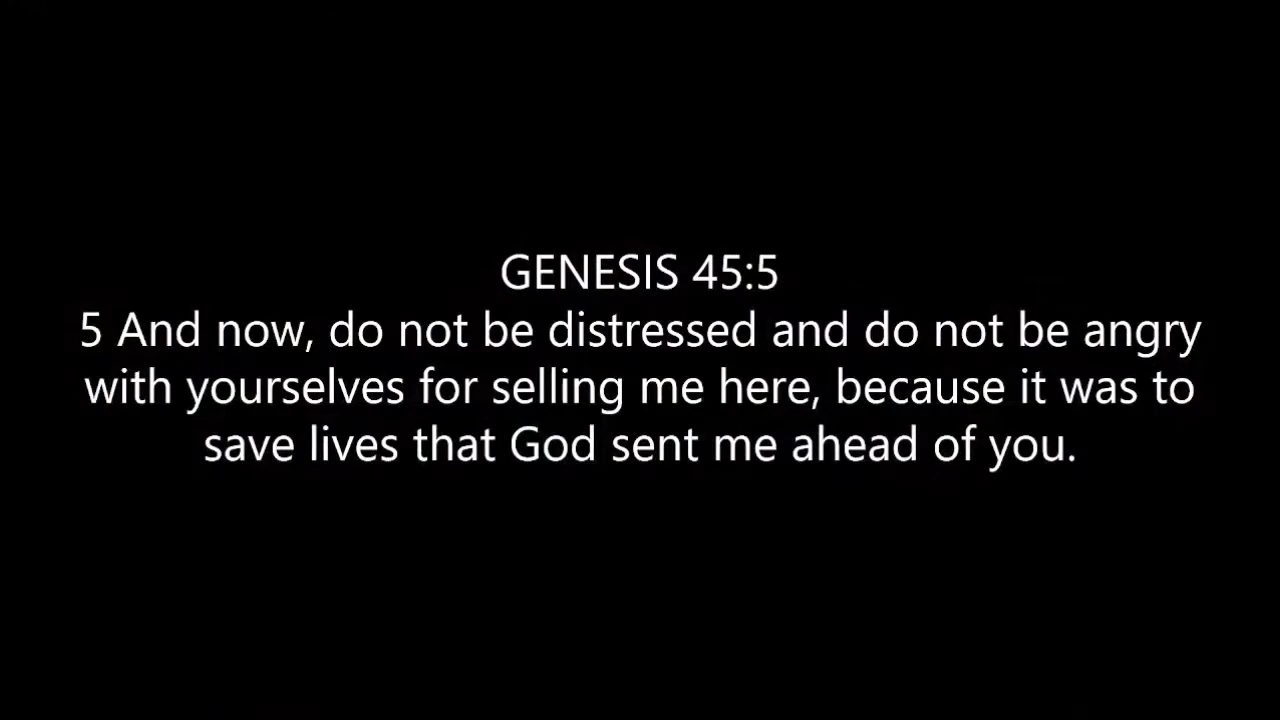 GENESIS 45:5
5 And now, do not be distressed and do not be angry
with yourselves for selling me here, because it was to
save lives that God sent me ahead of you.